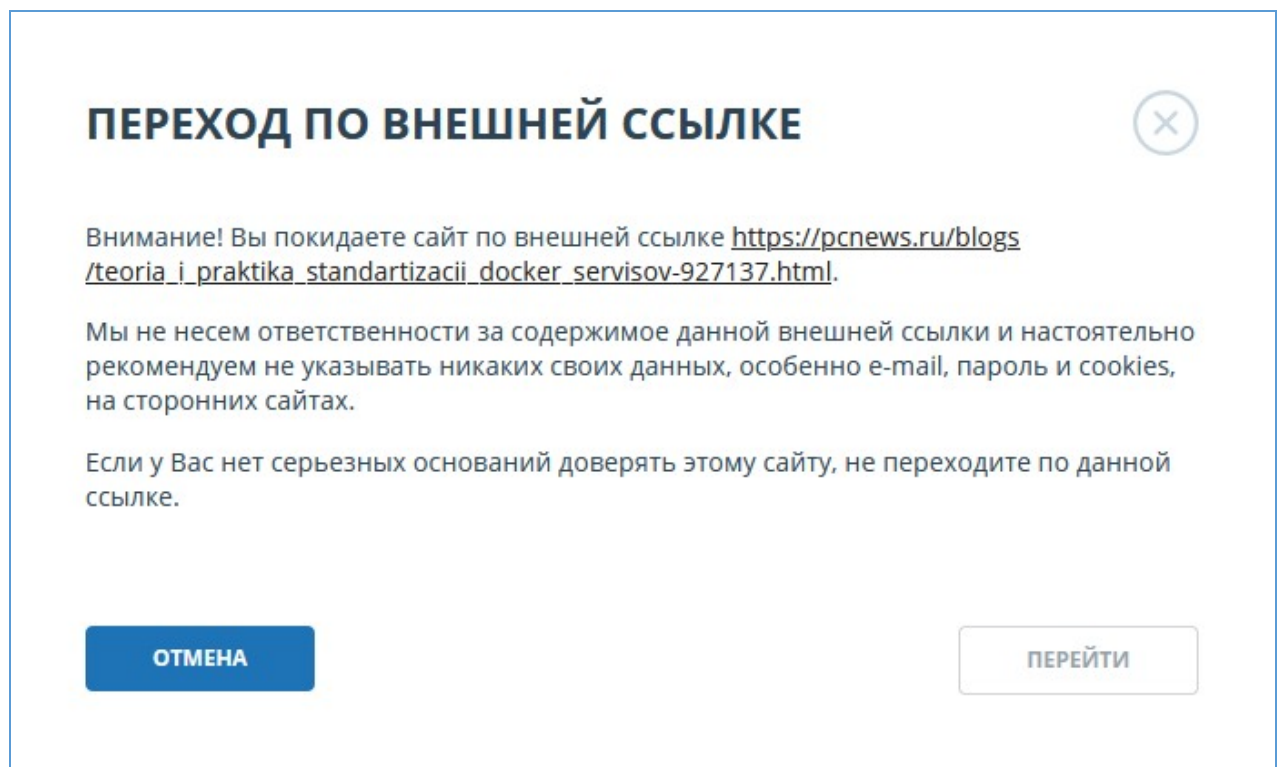 ПЕРЕХОД ПО ВНЕШНЕЙ ССЫЛКЕ
Внимание! Вы покидаете сайт по внешней ссылке https://pcnews.ru/blogs
/teoria_i_praktika_standartizacii_docker_servisov-927137.html.
Мы не несем ответственности за содержимое данной внешней ссылки и настоятельно
рекомендуем не указывать никаких своих данных, особенно e-mail, пароль и cookies,
на сторонних сайтах.
Если у Вас нет серьезных оснований доверять этому сайту, не переходите по данной
ссылке.
ОТМЕНА
ПЕРЕЙТИ